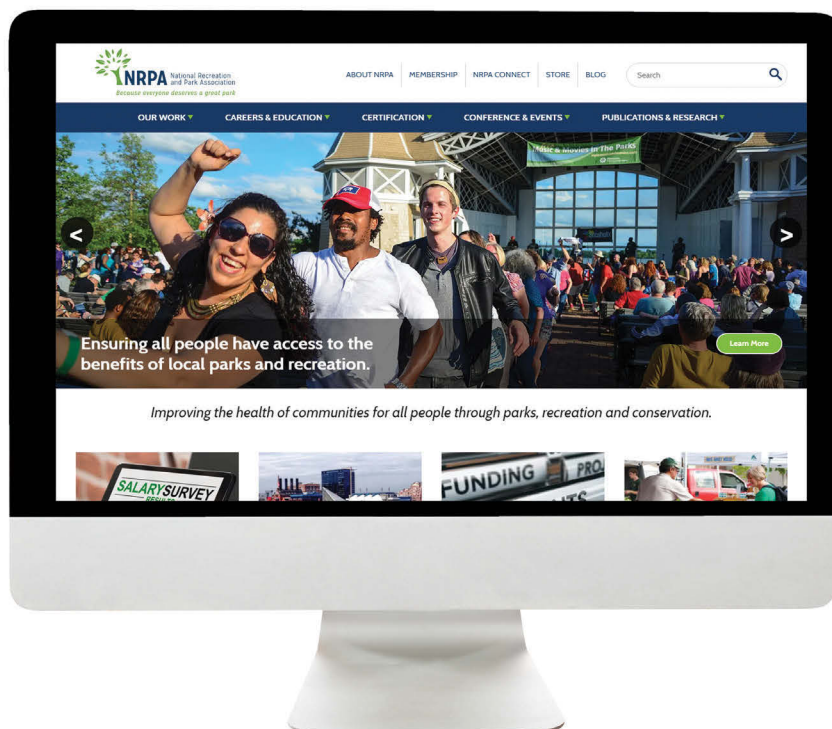 NRPA
National Recreation
and Park Association
Because everyone deserves a great park
ABOUT NRPA
MEMBERSHIP
NRPA CONNECT
STORE
BLOG
Search
OUR WORK
CAREERS & EDUCATION
CERTIFICATION
CONFERENCE & EVENTS
PUBLICATIONS & RESEARCH
Music & Movies In The Parks
<
>
Ensuring all people have access to the
benefits of local parks and recreation.
Learn More
Improving the health of communities for all people through parks, recreation and conservation.
SALARY SURVEY
RESULTS
FUNDING